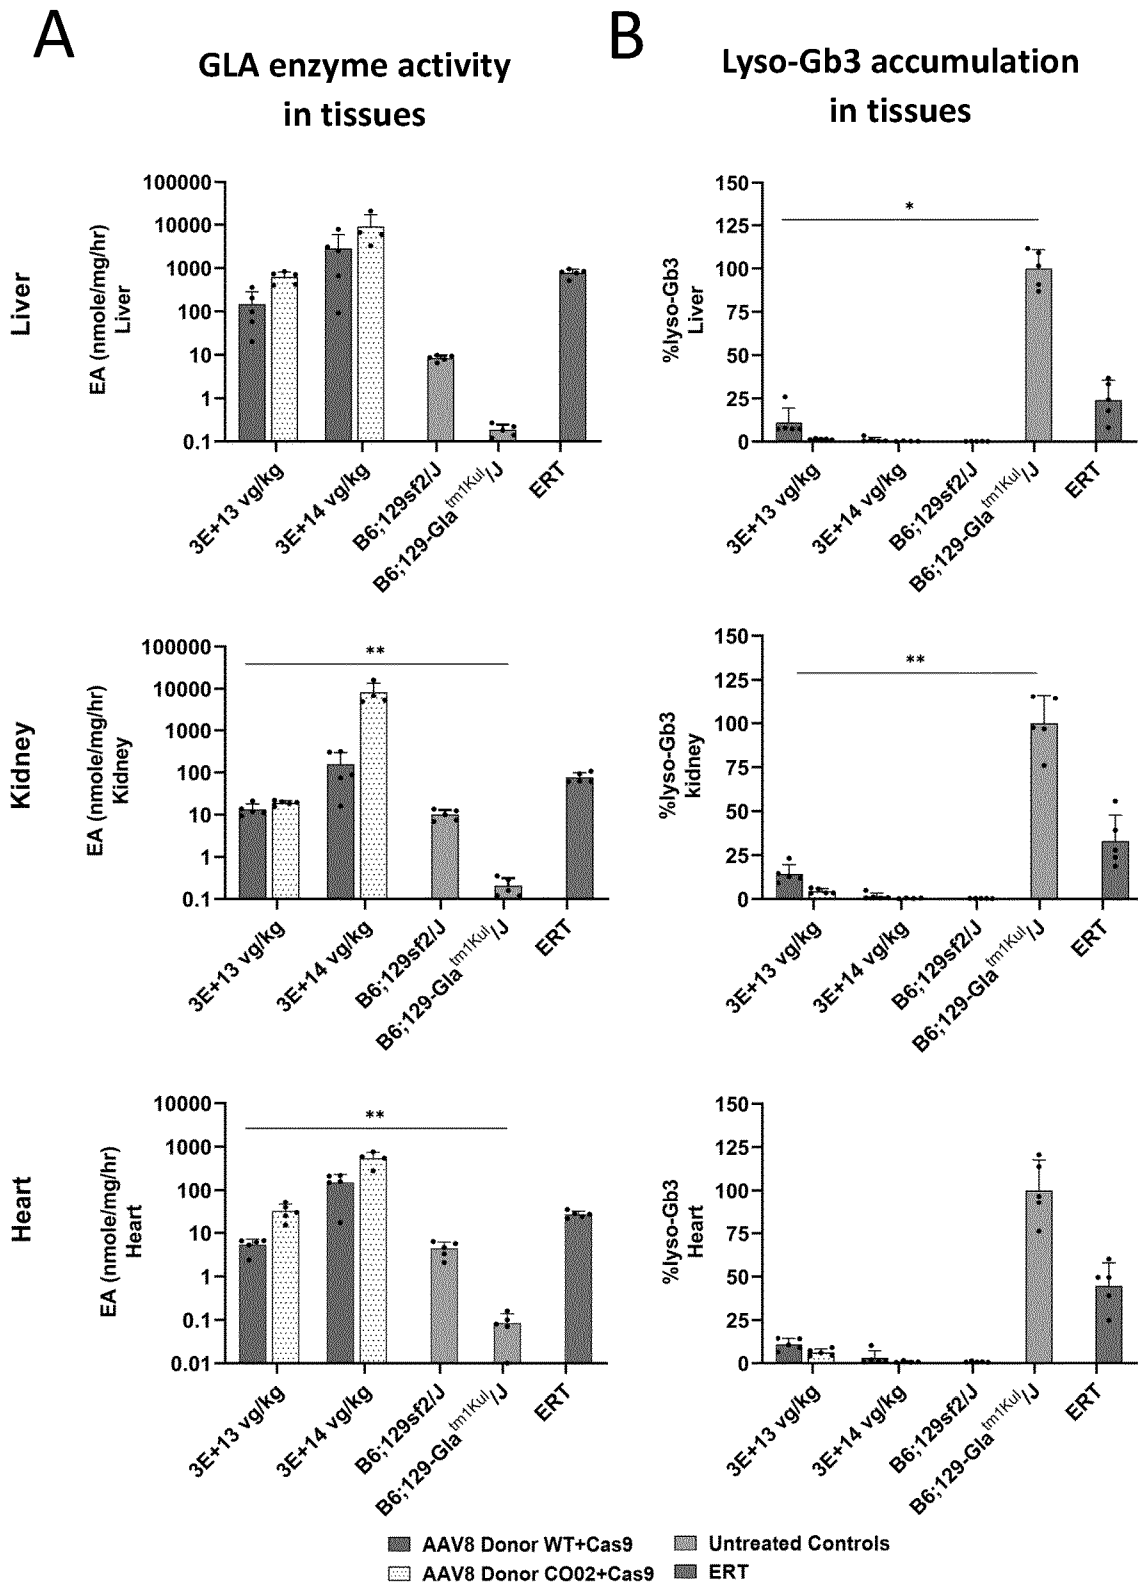 A
GLA enzyme activity
in tissues
B
Lyso-Gb3 accumulation
in tissues
Liver
EA (nmole/mg/hr)
Liver
100000
10000
1000
100
10
1
0.1
3E+13 vg/kg
3E+14 vg/kg
B6;129sf2/J
B6;129-Gla^tm1Kul/J
ERT
%lyso-Gb3
Liver
150
125
100
75
50
25
0
*
3E+13 vg/kg
3E+14 vg/kg
B6;129sf2/J
B6;129-Gla^tm1Kul/J
ERT
Kidney
EA (nmole/mg/hr)
Kidney
100000
10000
1000
100
10
1
0.1
**
3E+13 vg/kg
3E+14 vg/kg
B6;129sf2/J
B6;129-Gla^tm1Kul/J
ERT
%lyso-Gb3
kidney
150
125
100
75
50
25
0
**
3E+13 vg/kg
3E+14 vg/kg
B6;129sf2/J
B6;129-Gla^tm1Kul/J
ERT
Heart
EA (nmole/mg/hr)
Heart
10000
1000
100
10
1
0.1
0.01
**
3E+13 vg/kg
3E+14 vg/kg
B6;129sf2/J
B6;129-Gla^tm1Kul/J
ERT
%lyso-Gb3
Heart
150
125
100
75
50
25
0
3E+13 vg/kg
3E+14 vg/kg
B6;129sf2/J
B6;129-Gla^tm1Kul/J
ERT
AAV8 Donor WT+Cas9
AAV8 Donor CO02+Cas9
Untreated Controls
ERT